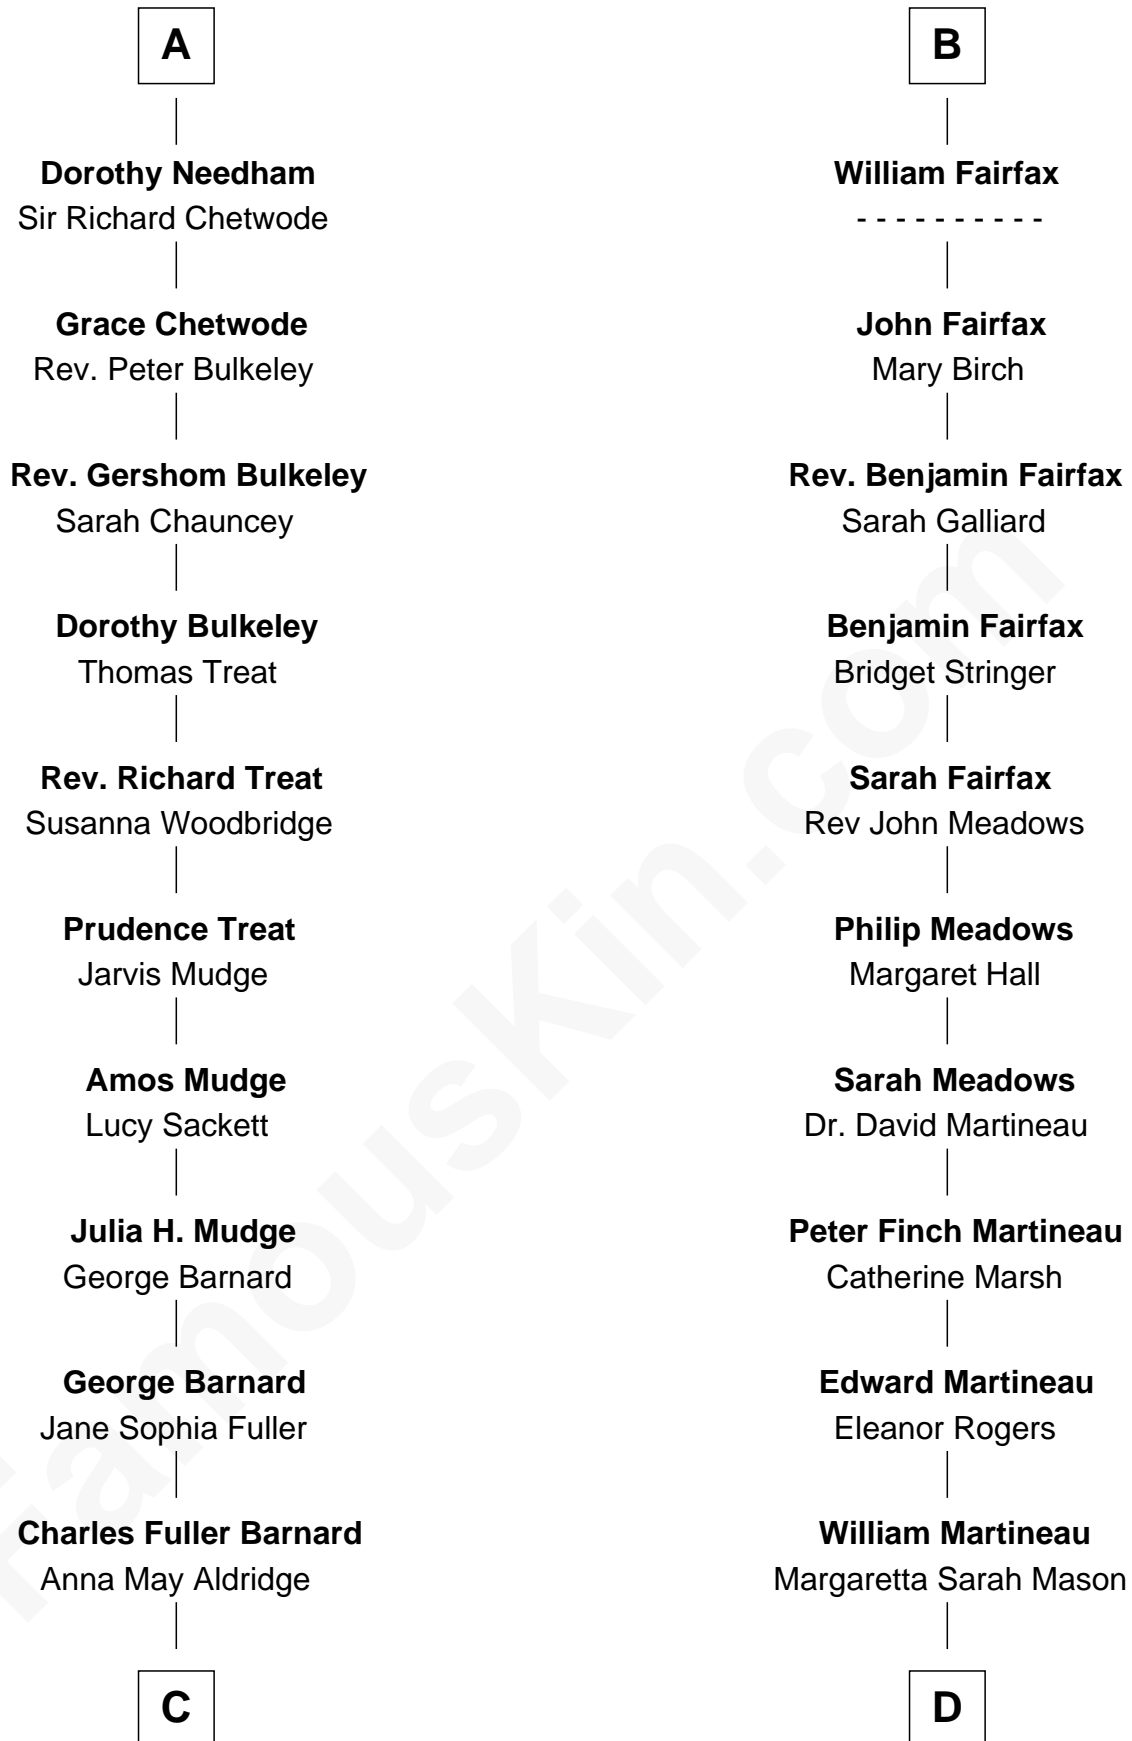 A
Dorothy Needham
Sir Richard Chetwode
Grace Chetwode
Rev. Peter Bulkeley
Rev. Gershom Bulkeley
Sarah Chauncey
Dorothy Bulkeley
Thomas Treat
Rev. Richard Treat
Susanna Woodbridge
Prudence Treat
Jarvis Mudge
Amos Mudge
Lucy Sackett
Julia H. Mudge
George Barnard
George Barnard
Jane Sophia Fuller
Charles Fuller Barnard
Anna May Aldridge
C
B
William Fairfax
- - - - - - - - - -
John Fairfax
Mary Birch
Rev. Benjamin Fairfax
Sarah Galliard
Benjamin Fairfax
Bridget Stringer
Sarah Fairfax
Rev John Meadows
Philip Meadows
Margaret Hall
Sarah Meadows
Dr. David Martineau
Peter Finch Martineau
Catherine Marsh
Edward Martineau
Eleanor Rogers
William Martineau
Margaretta Sarah Mason
D
FamousKin.com